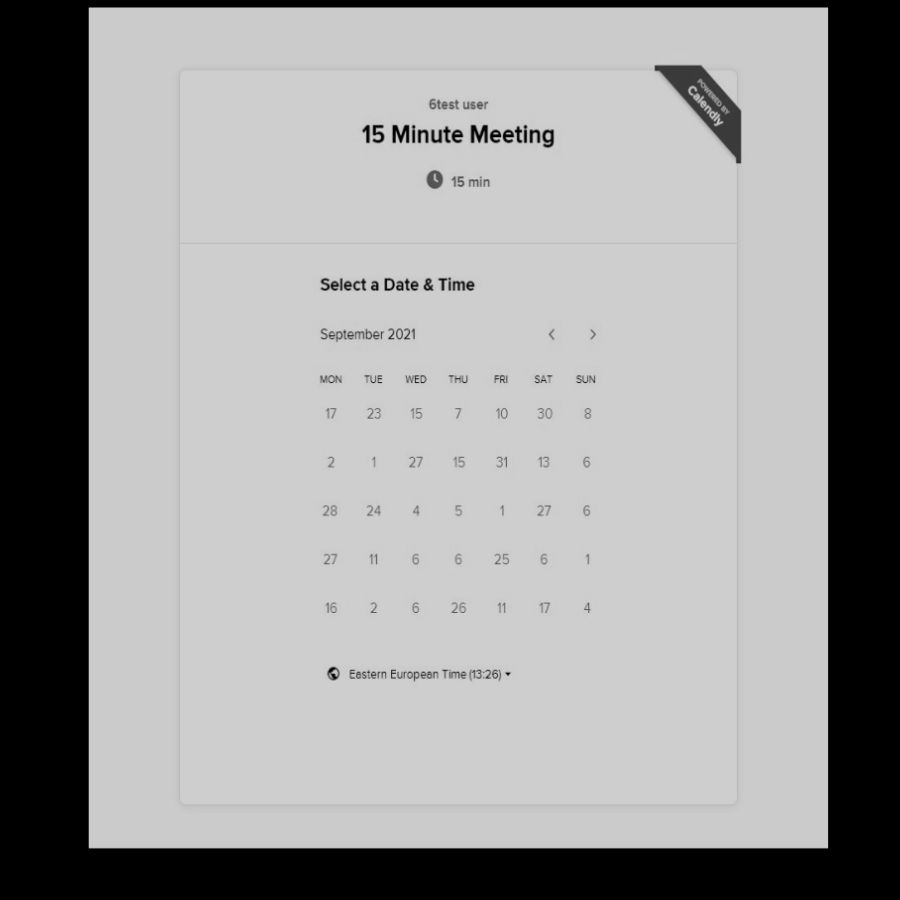 POWERED BY
Calendly
6test user
15 Minute Meeting
15 min
Select a Date & Time
September 2021
MON TUE WED THU FRI SAT SUN
17 23 15 7 10 30 8
2 1 27 15 31 13 6
28 24 4 5 1 27 6
27 11 6 6 25 6 1
16 2 6 26 11 17 4
Eastern European Time (13:26)